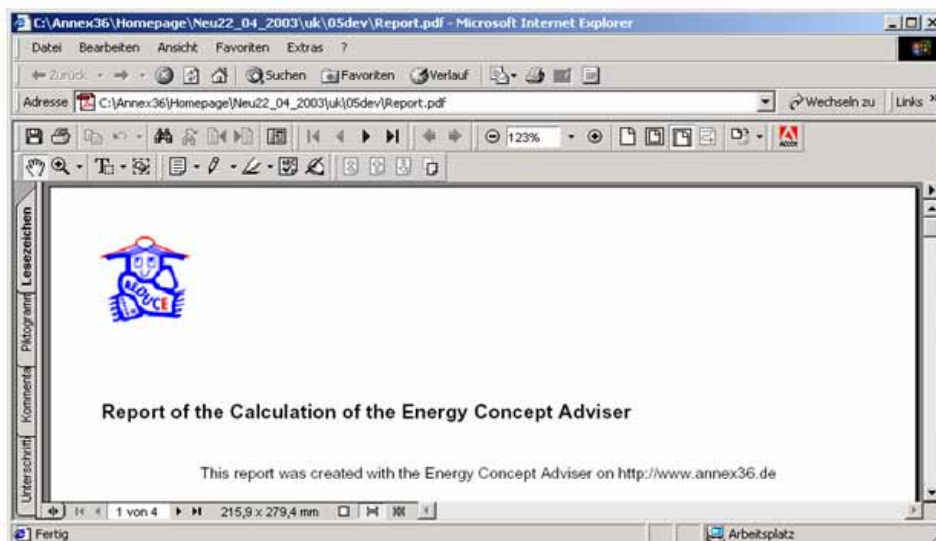 C:\Annex36\Homepage\Neu22_04_2003\uk\05dev\Report.pdf - Microsoft Internet Explorer
Datei Bearbeiten Ansicht Favoriten Extras ?
Zurück Suchen Favoriten Verlauf
Adresse C:\Annex36\Homepage\Neu22_04_2003\uk\05dev\Report.pdf Wechseln zu Links »
123%
Lesezeichen
Piktogramm
Kommenta
Unterschrift
REDUCE
Report of the Calculation of the Energy Concept Adviser
This report was created with the Energy Concept Adviser on http://www.annex36.de
1 von 4 215,9 x 279,4 mm
Fertig Arbeitsplatz